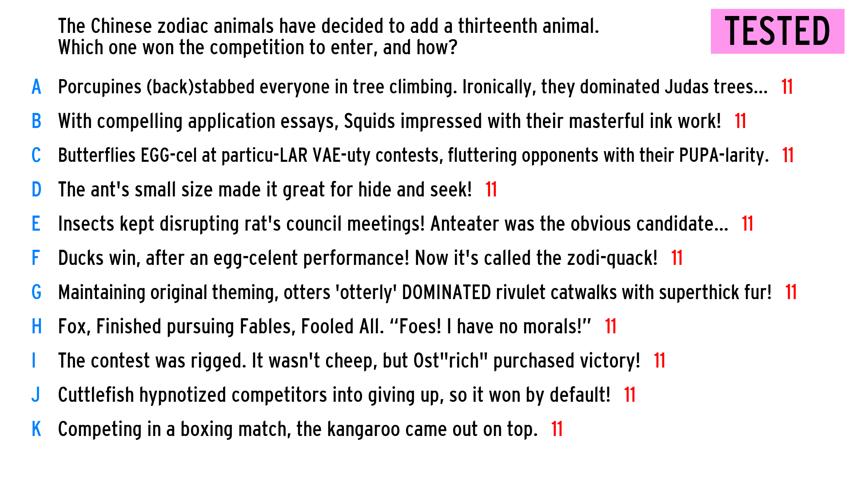 The Chinese zodiac animals have decided to add a thirteenth animal.
Which one won the competition to enter, and how?
TESTED
A Porcupines (back)stabbed everyone in tree climbing. Ironically, they dominated Judas trees... 11
B With compelling application essays, Squids impressed with their masterful ink work! 11
C Butterflies EGG-cel at particu-LAR VAE-uty contests, fluttering opponents with their PUPA-larity. 11
D The ant's small size made it great for hide and seek! 11
E Insects kept disrupting rat's council meetings! Anteater was the obvious candidate... 11
F Ducks win, after an egg-celent performance! Now it's called the zodi-quack! 11
G Maintaining original theming, otters 'otterly' DOMINATED rivulet catwalks with superthick fur! 11
H Fox, Finished pursuing Fables, Fooled All. “Foes! I have no morals!” 11
I The contest was rigged. It wasn't cheep, but Ost"rich" purchased victory! 11
J Cuttlefish hypnotized competitors into giving up, so it won by default! 11
K Competing in a boxing match, the kangaroo came out on top. 11